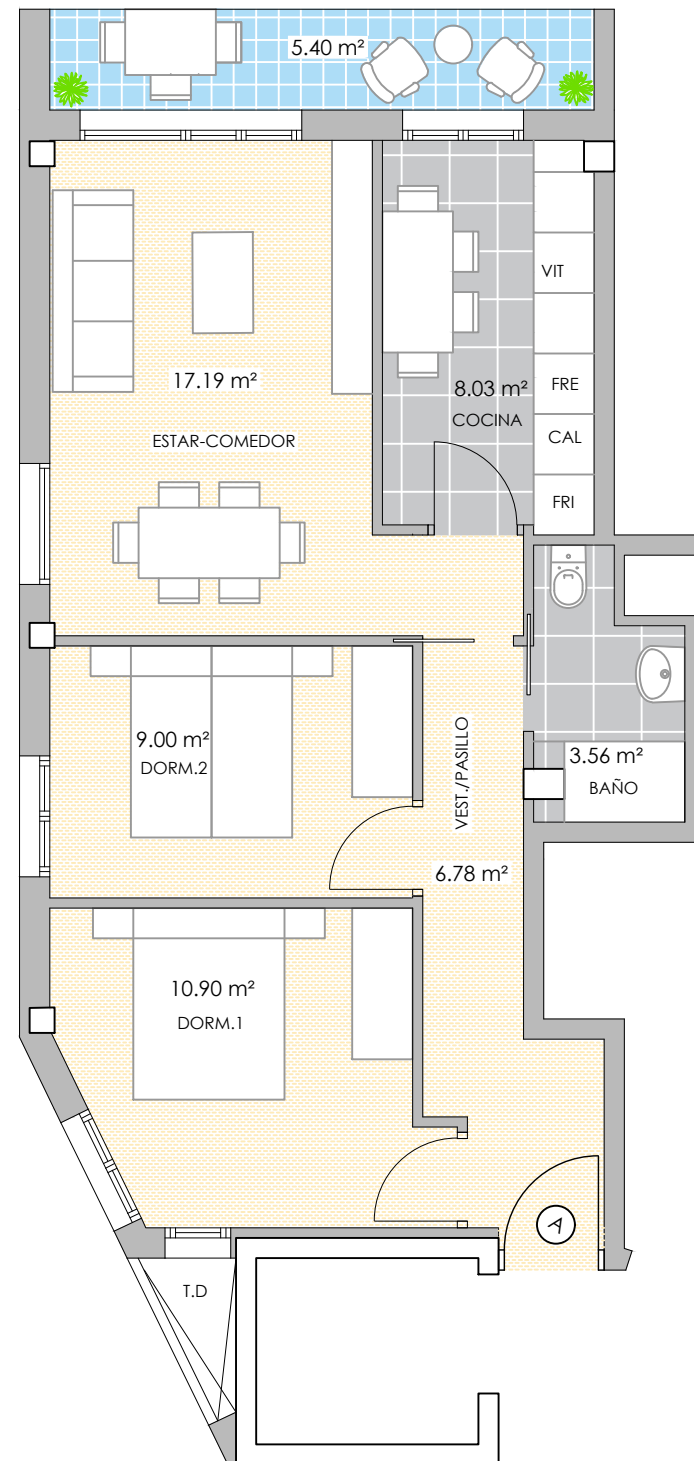 5.40 m²
VIT
17.19 m²
8.03 m²
FRE
COCINA
ESTAR-COMEDOR
CAL
FRI
9.00 m²
DORM.2
VEST./PASILLO
3.56 m²
BAÑO
6.78 m²
10.90 m²
DORM.1
A
T.D